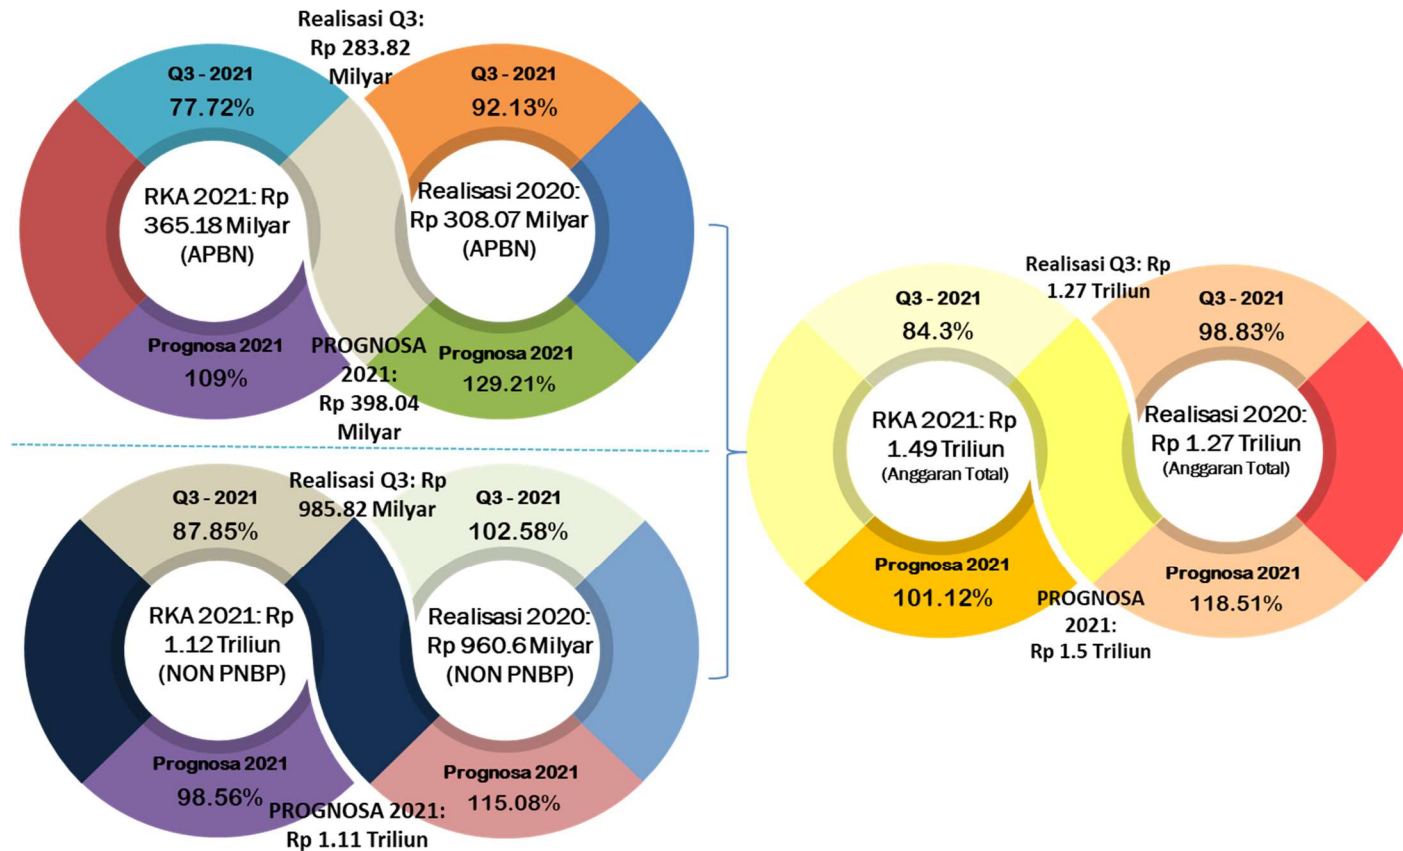 Realisasi Q3:
Rp 283.82
Milyar
Q3 - 2021
77.72%
Q3 - 2021
92.13%
RKA 2021: Rp
365.18 Milyar
(APBN)
Realisasi 2020:
Rp 308.07 Milyar
(APBN)
Prognosa 2021
109%
PROGNOSA
2021:
Rp 398.04
Milyar
Prognosa 2021
129.21%
Realisasi Q3: Rp
985.82 Milyar
Q3 - 2021
87.85%
Q3 - 2021
102.58%
RKA 2021: Rp
1.12 Triliun
(NON PNBP)
Realisasi 2020:
Rp 960.6 Milyar
(NON PNBP)
Prognosa 2021
98.56%
PROGNOSA 2021:
Rp 1.11 Triliun
Prognosa 2021
115.08%
Realisasi Q3: Rp
1.27 Triliun
Q3 - 2021
84.3%
Q3 - 2021
98.83%
RKA 2021: Rp
1.49 Triliun
(Anggaran Total)
Realisasi 2020:
Rp 1.27 Triliun
(Anggaran Total)
Prognosa 2021
101.12%
PROGNOSA
2021:
Rp 1.5 Triliun
Prognosa 2021
118.51%